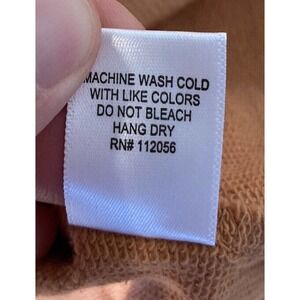 MACHINE WASH COLD
WITH LIKE COLORS
DO NOT BLEACH
HANG DRY
RN# 112056